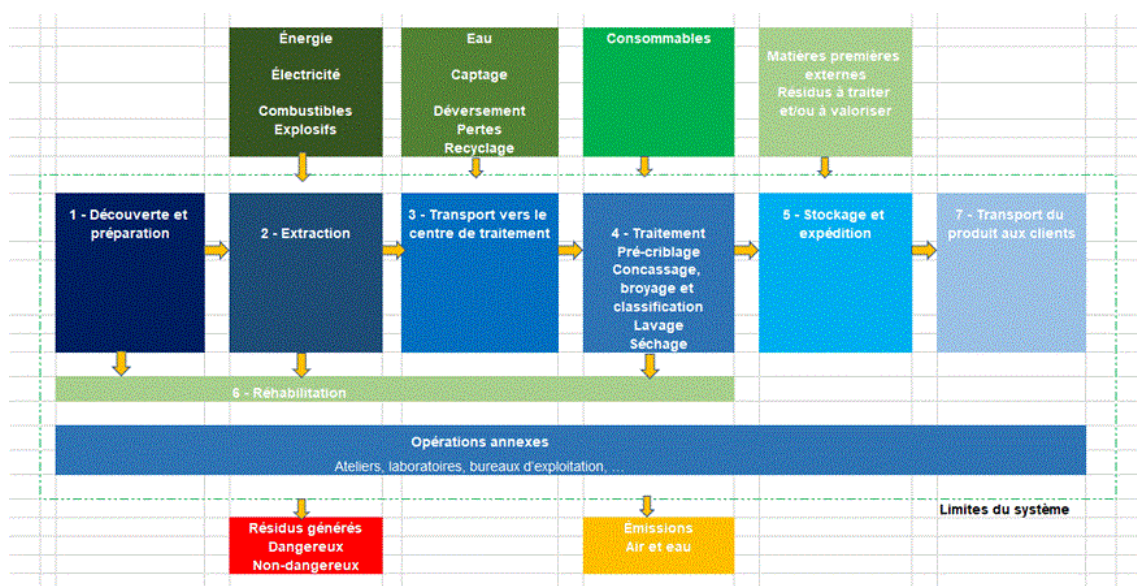 Énergie
Électricité
Combustibles
Explosifs
Eau
Captage
Déversement
Pertes
Recyclage
Consommables
Matières premières
externes
Résidus à traiter
et/ou à valoriser
1 - Découverte et
préparation
2 - Extraction
3 - Transport vers le
centre de traitement
4 - Traitement
Pré-criblage
Concassage,
broyage et
classification
Lavage
Séchage
5 - Stockage et
expédition
7 - Transport du
produit aux clients
6 - Réhabilitation
Opérations annexes
Ateliers, laboratoires, bureaux d'exploitation, ...
Limites du système
Résidus générés
Dangereux
Non-dangereux
Émissions
Air et eau